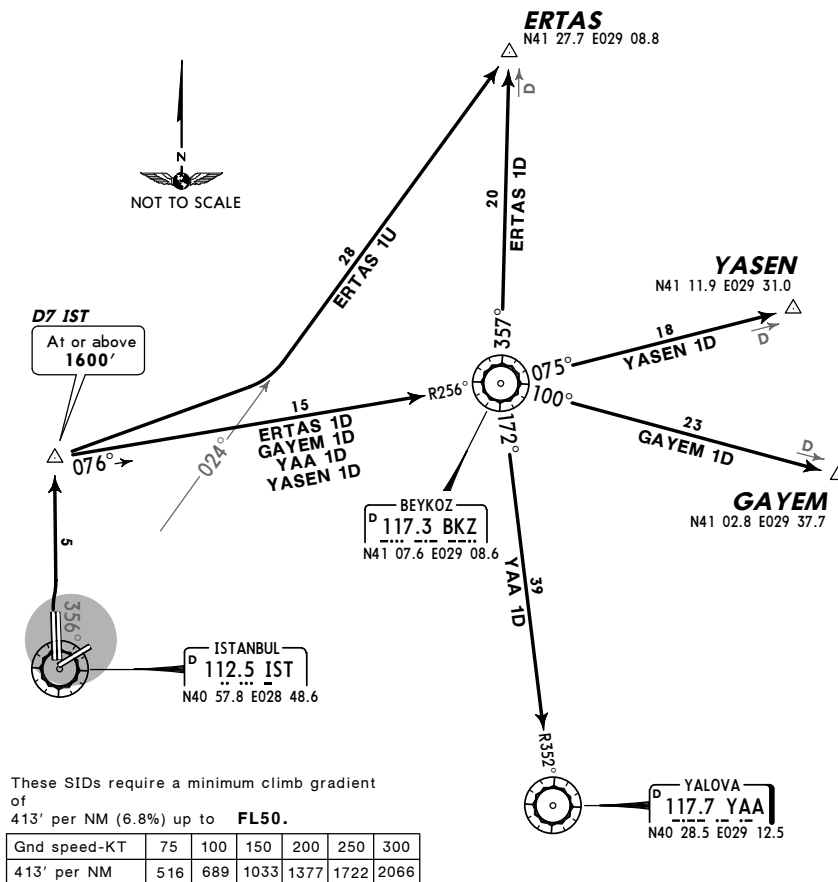 ERTAS
N41 27.7 E029 08.8
D
N
NOT TO SCALE
20
ERTAS 1D
28
ERTAS 1U
YASEN
N41 11.9 E029 31.0
D7 IST
At or above
1600'
18
YASEN 1D
D
357°
075°
100°
172°
R256°
15
ERTAS 1D
GAYEM 1D
YAA 1D
YASEN 1D
076°
024°
23
GAYEM 1D
D
GAYEM
N41 02.8 E029 37.7
BEYKOZ
D 117.3 BKZ
N41 07.6 E029 08.6
5
356°
39
YAA 1D
ISTANBUL
D 112.5 IST
N40 57.8 E028 48.6
R352°
YALOVA
D 117.7 YAA
N40 28.5 E029 12.5
These SIDs require a minimum climb gradient
of
413' per NM (6.8%) up to FL50.
Gnd speed-KT 75 100 150 200 250 300
413' per NM 516 689 1033 1377 1722 2066